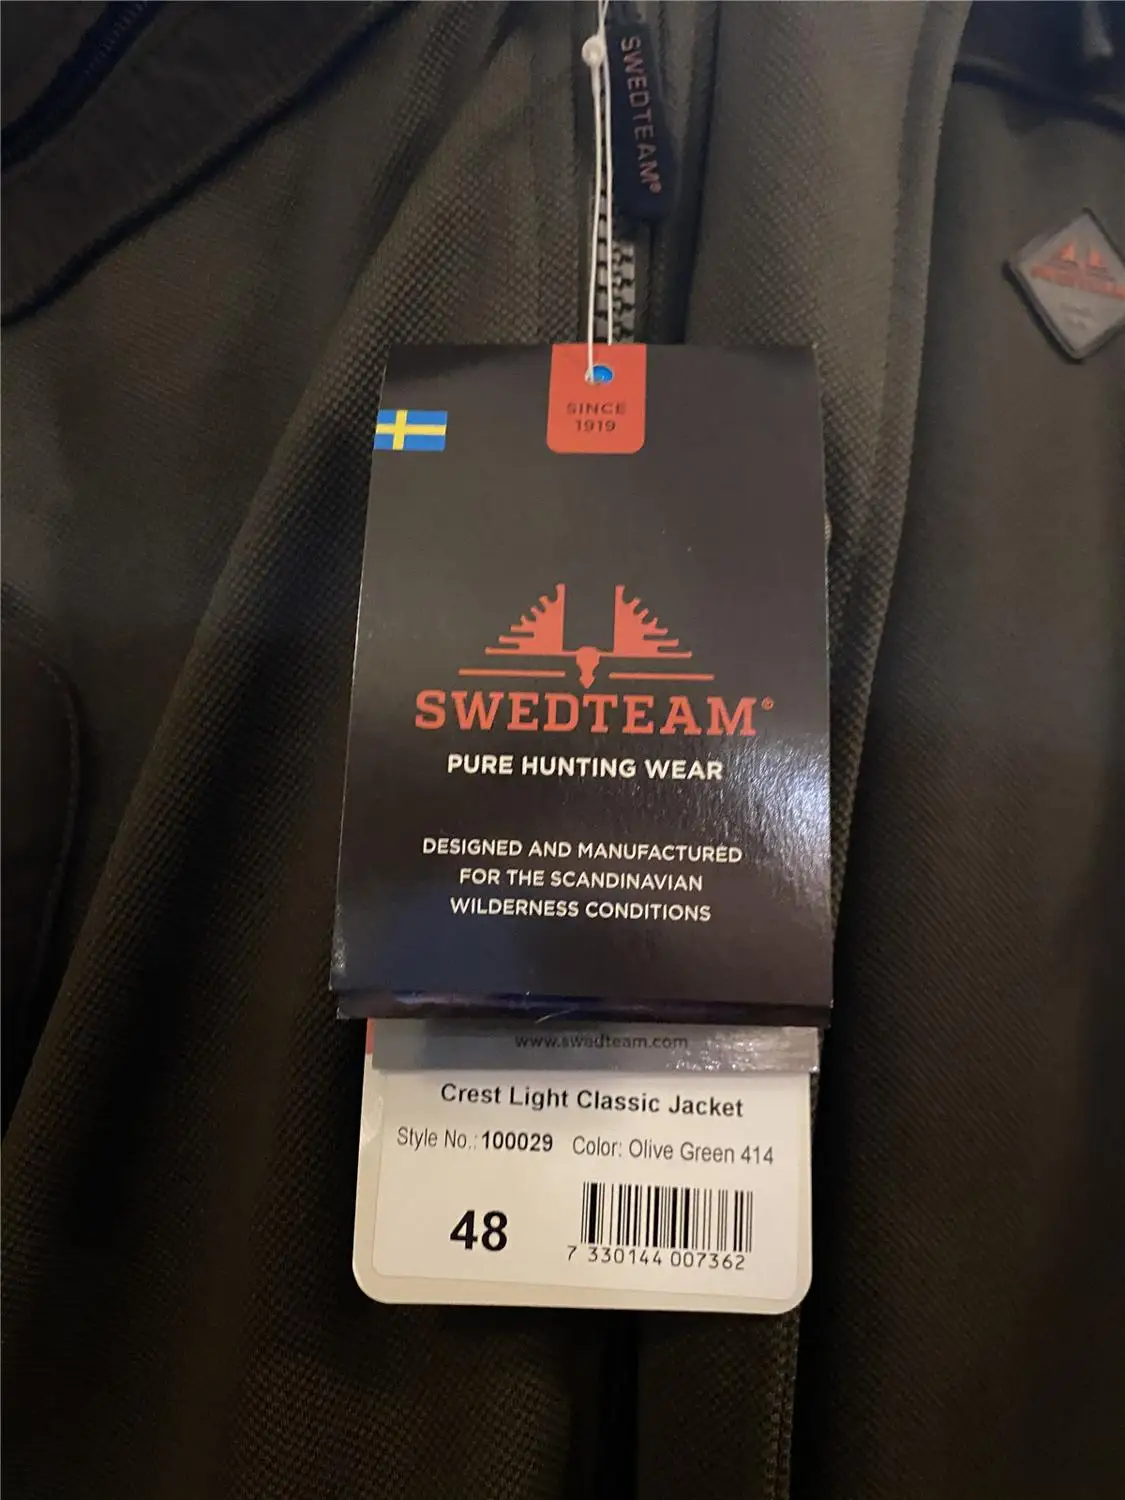 SWEDTEAM®
SINCE
1919
SWEDTEAM®
PURE HUNTING WEAR
DESIGNED AND MANUFACTURED
FOR THE SCANDINAVIAN
WILDERNESS CONDITIONS
www.swedteam.com
Crest Light Classic Jacket
Style No.: 100029 Color: Olive Green 414
48
7 330144 007362